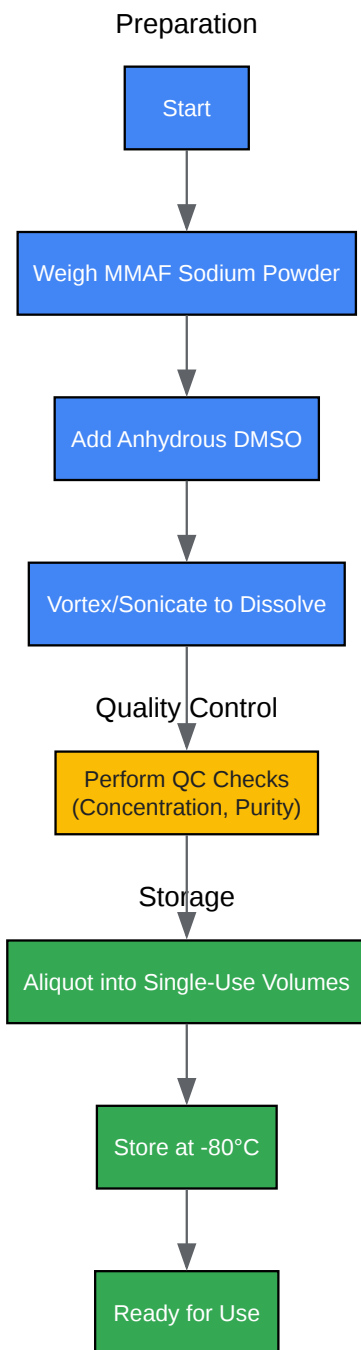 Preparation
Start
Weigh MMAF Sodium Powder
Add Anhydrous DMSO
Vortex/Sonicate to Dissolve
Quality Control
Perform QC Checks
(Concentration, Purity)
Storage
Aliquot into Single-Use Volumes
Store at -80°C
Ready for Use